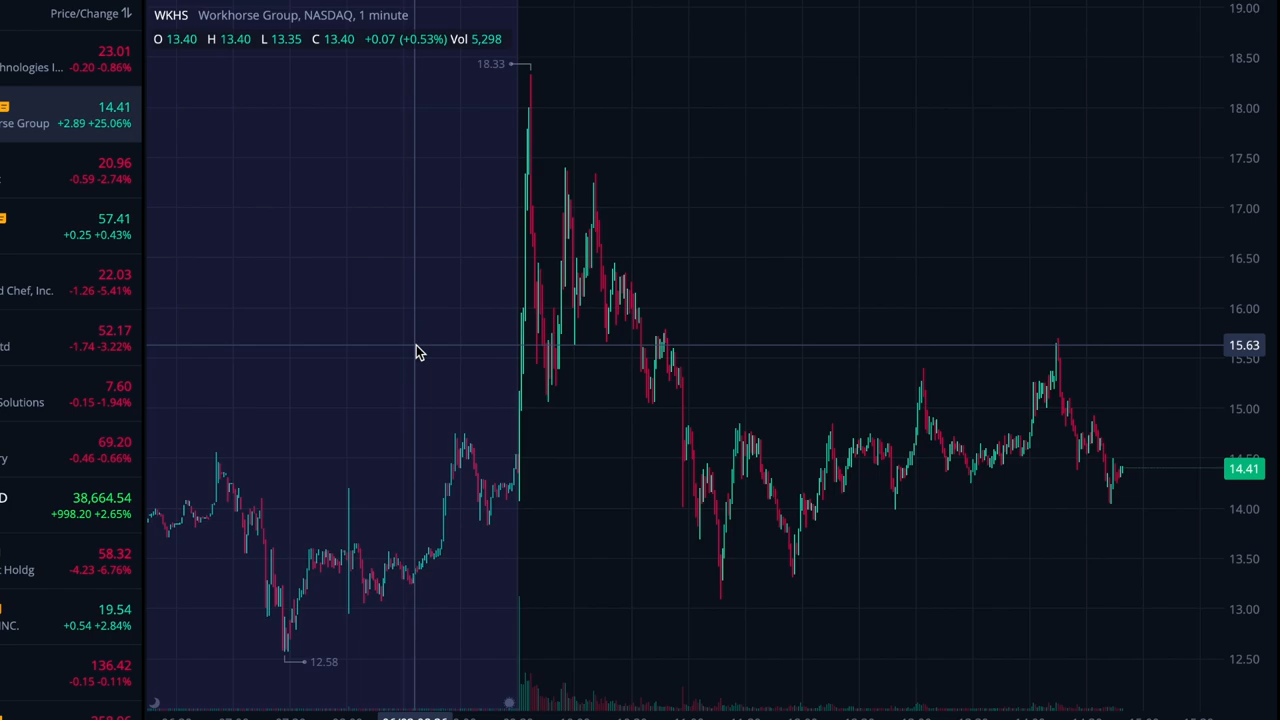 Price/Change
23.01
hnologies I... -0.20 -0.86%
14.41
rse Group +2.89 +25.06%
20.96
-0.59 -2.74%
57.41
+0.25 +0.43%
22.03
d Chef, Inc. -1.26 -5.41%
52.17
td -1.74 -3.22%
7.60
Solutions -0.15 -1.94%
69.20
ry -0.46 -0.66%
D 38,664.54
+998.20 +2.65%
58.32
t Holdg -4.23 -6.76%
19.54
INC. +0.54 +2.84%
136.42
-0.15 -0.11%
WKHS Workhorse Group, NASDAQ, 1 minute
O 13.40 H 13.40 L 13.35 C 13.40 +0.07 (+0.53%) Vol 5,298
18.33
12.58
19.00
18.50
18.00
17.50
17.00
16.50
16.00
15.63
15.50
15.00
14.50
14.41
14.00
13.50
13.00
12.50